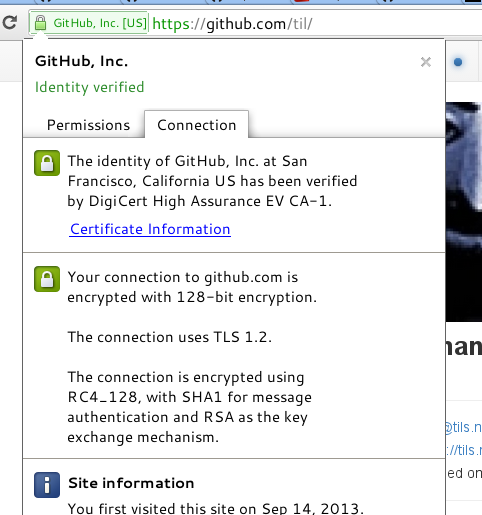 GitHub, Inc. [US] https://github.com/til/
GitHub, Inc.
Identity verified
Permissions Connection
The identity of GitHub, Inc. at San
Francisco, California US has been verified
by DigiCert High Assurance EV CA-1.
Certificate Information
Your connection to github.com is
encrypted with 128-bit encryption.
The connection uses TLS 1.2.
The connection is encrypted using
RC4_128, with SHA1 for message
authentication and RSA as the key
exchange mechanism.
Site information
You first visited this site on Sep 14, 2013.
@tils.n
://tils.
ed on